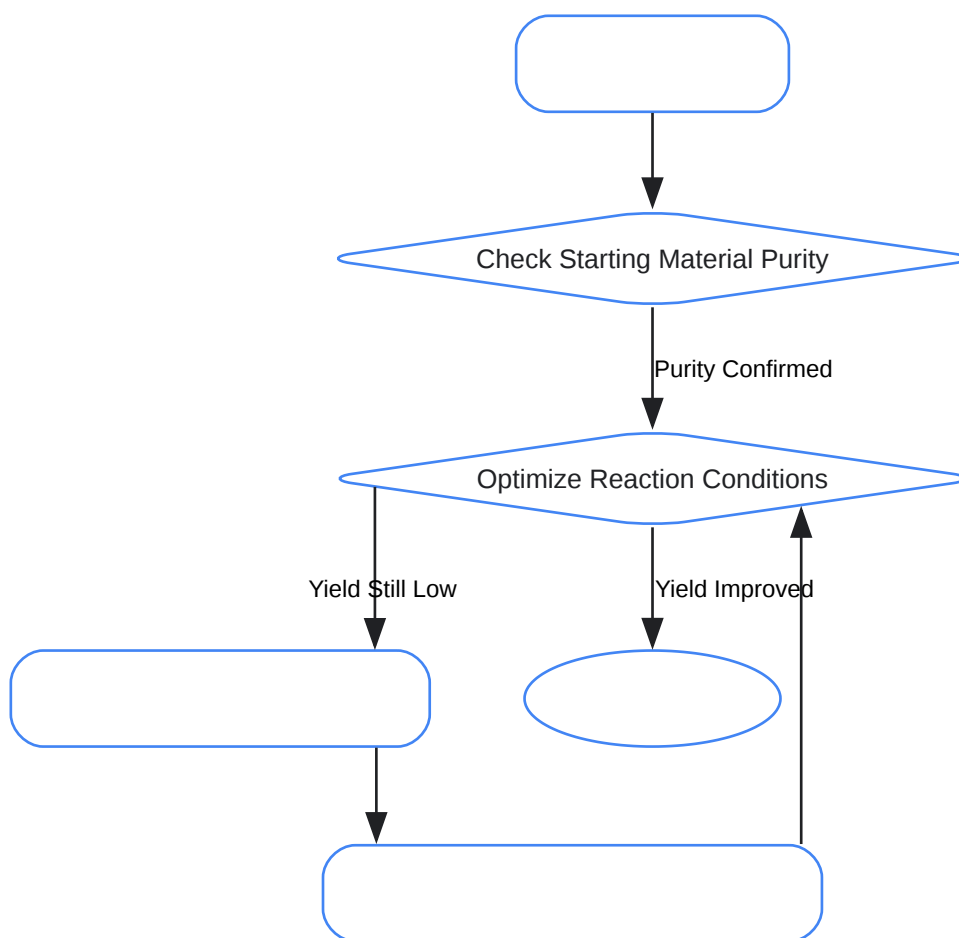 Check Starting Material Purity
Purity Confirmed
Optimize Reaction Conditions
Yield Still Low
Yield Improved